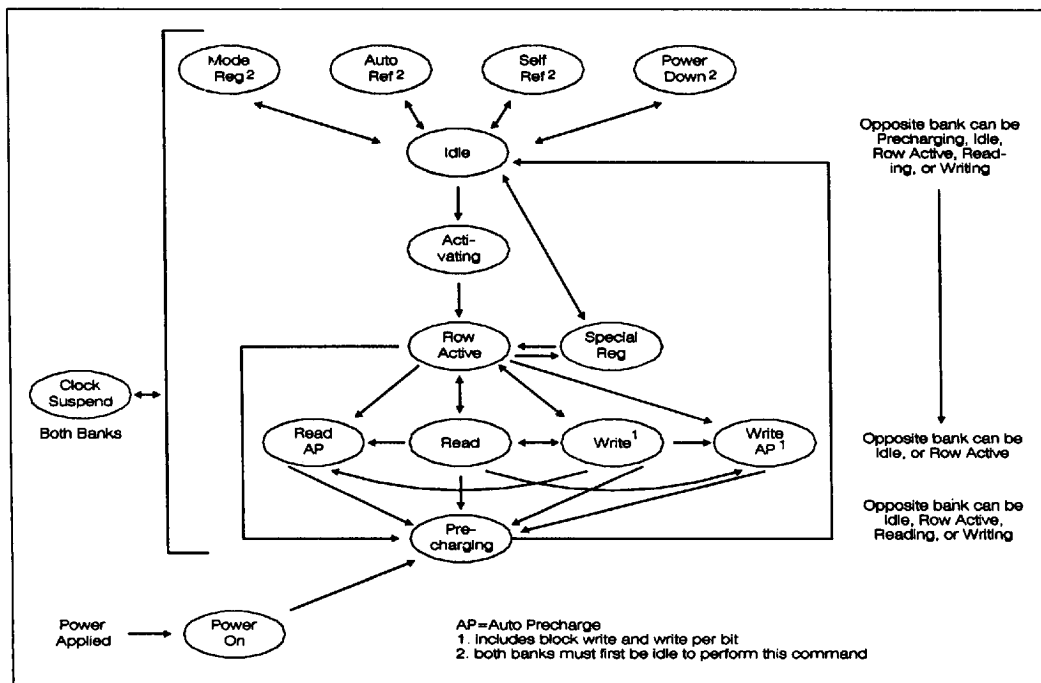 Mode
Reg 2
Auto
Ref 2
Self
Ref 2
Power
Down 2
Idle
Opposite bank can be
Precharging, Idle,
Row Active, Read-
ing, or Writing
Acti-
vating
Row
Active
Special
Reg
Clock
Suspend
Both Banks
Read
AP
Read
Write 1
Write
AP 1
Opposite bank can be
Idle, or Row Active
Pre-
charging
Opposite bank can be
Idle, Row Active,
Reading, or Writing
Power
Applied
Power
On
AP=Auto Precharge
1. Includes block write and write per bit
2. both banks must first be idle to perform this command